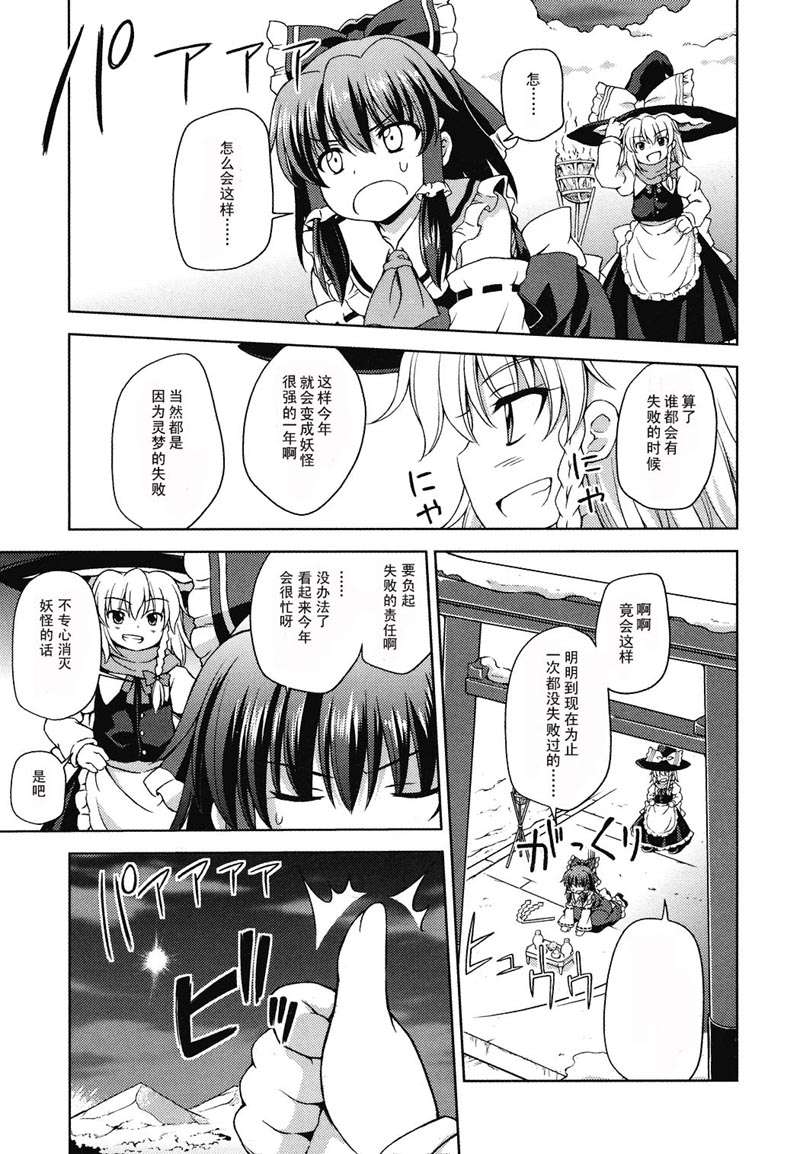 パァァァ
怎……
怎么会这样……
算了
谁都会有
失败的时候
这样今年
就会变成妖怪
很强的一年啊
当然都是
因为灵梦的失败
にや
にや
啊啊
竟会这样
明明到现在为止
一次都没失败过的……
がっくり
ヒュウウ
要负起
失败的责任啊
……
没办法了
看起来今年
会很忙呀
不专心消灭
妖怪的话
是吧
パァァァァ
ビッ